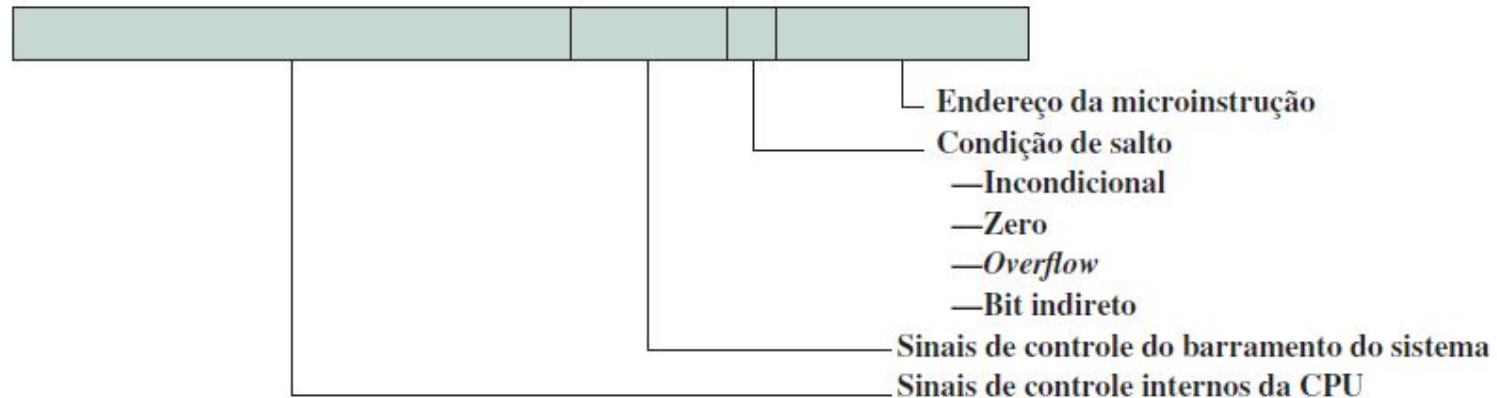 Endereço da microinstrução
Condição de salto
—Incondicional
—Zero
—Overflow
—Bit indireto
Sinais de controle do barramento do sistema
Sinais de controle internos da CPU